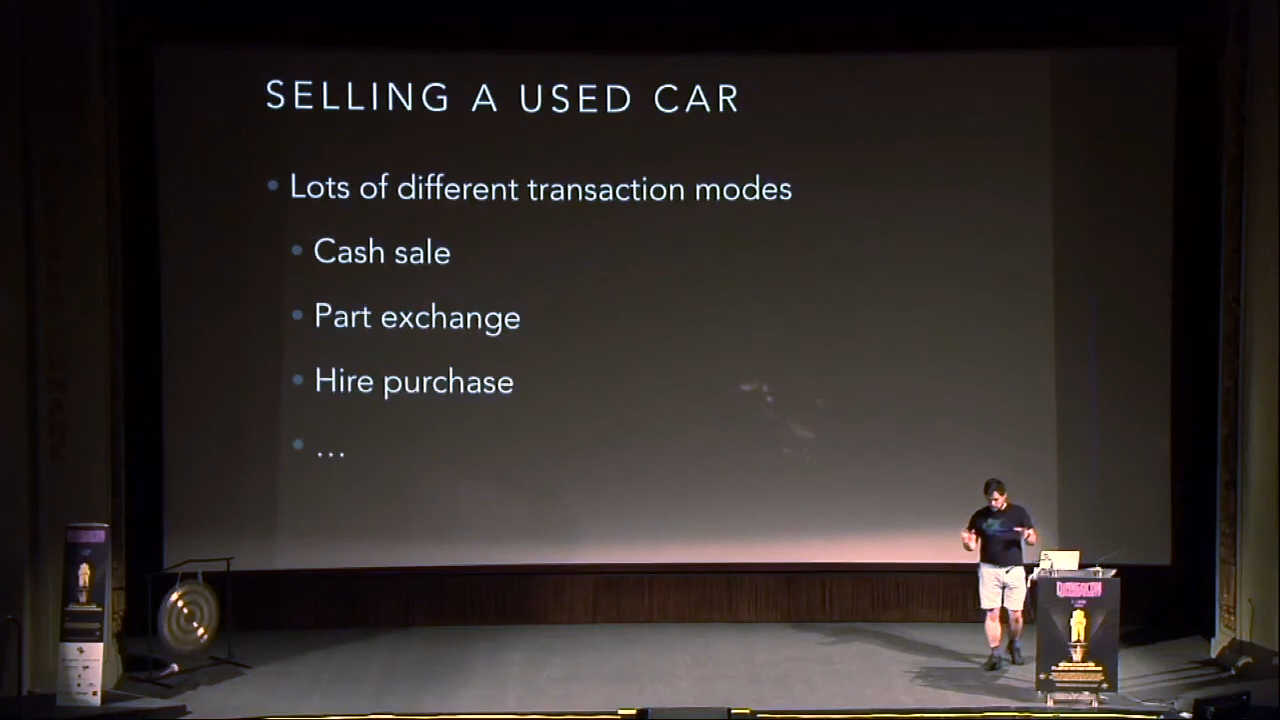 SELLING A USED CAR
• Lots of different transaction modes
• Cash sale
• Part exchange
• Hire purchase
• ...